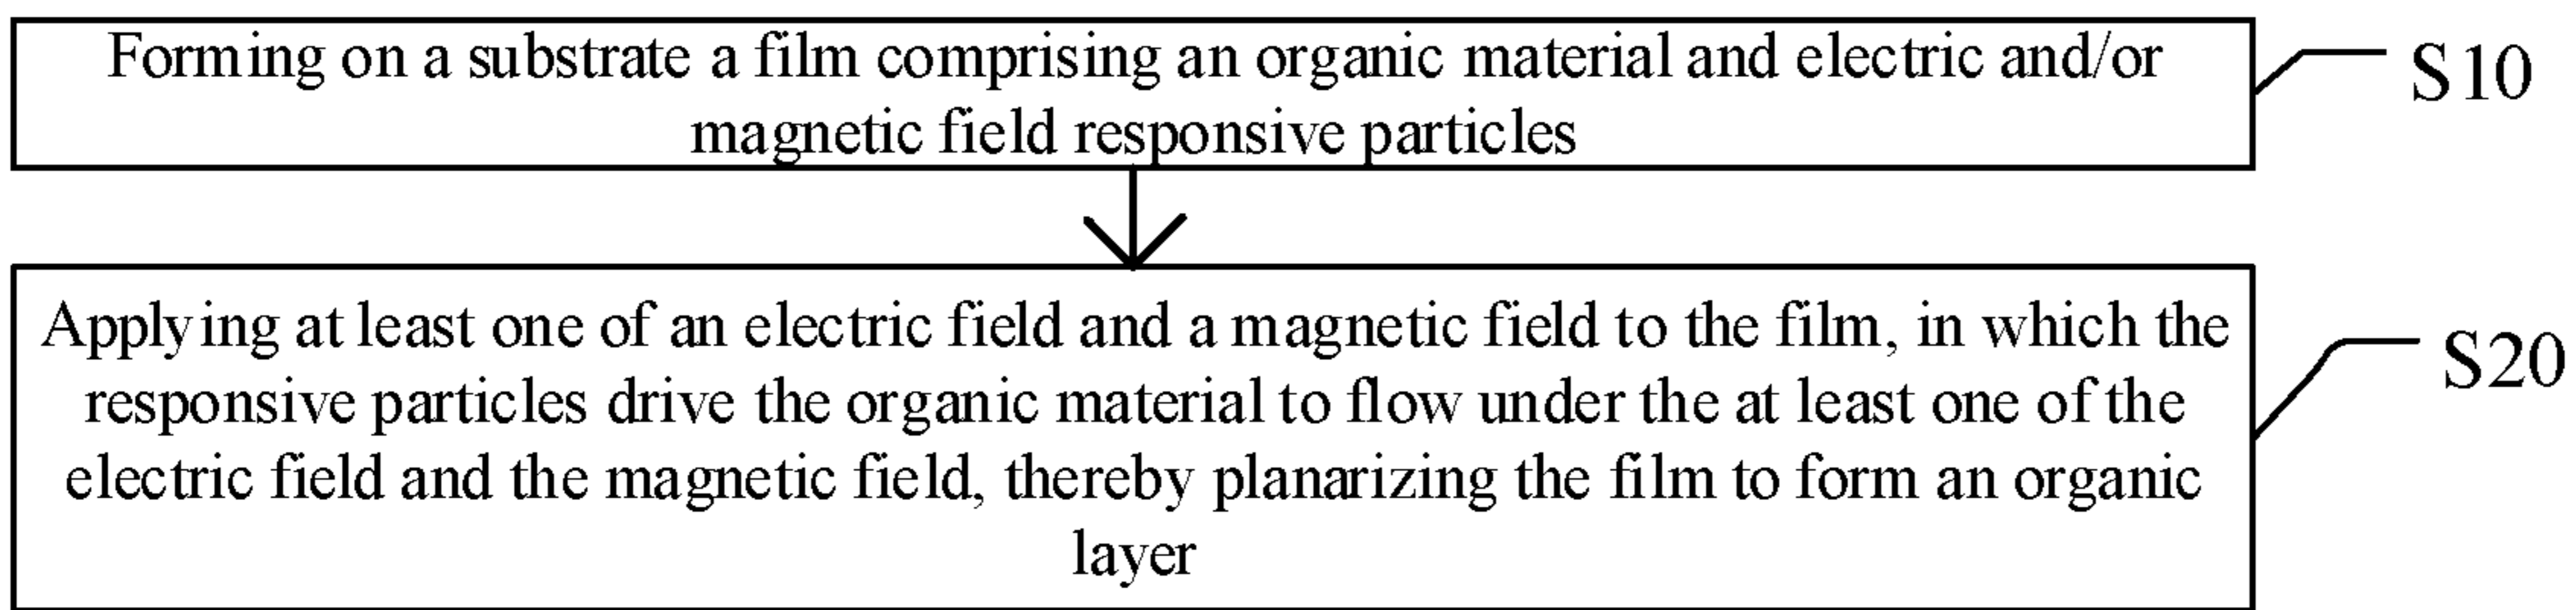 Forming on a substrate a film comprising an organic material and electric and/or
magnetic field responsive particles
S10
Applying at least one of an electric field and a magnetic field to the film, in which the
responsive particles drive the organic material to flow under the at least one of the
electric field and the magnetic field, thereby planarizing the film to form an organic
layer
S20